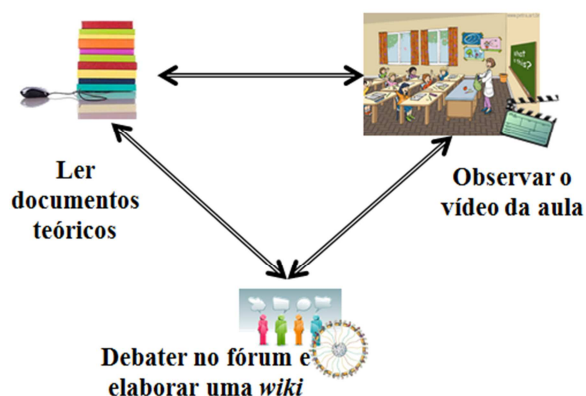 Ler
documentos
teóricos
Observar o
vídeo da aula
Debater no fórum e
elaborar uma wiki